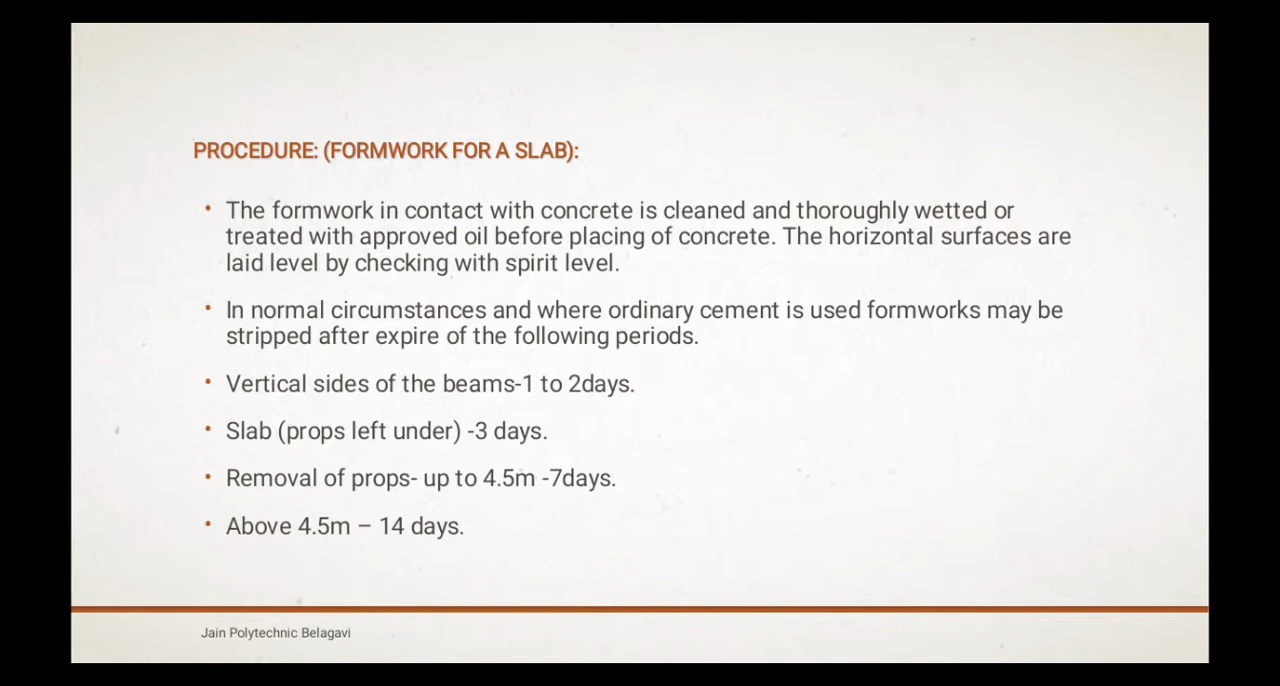 PROCEDURE: (FORMWORK FOR A SLAB):
• The formwork in contact with concrete is cleaned and thoroughly wetted or
treated with approved oil before placing of concrete. The horizontal surfaces are
laid level by checking with spirit level.
• In normal circumstances and where ordinary cement is used formworks may be
stripped after expire of the following periods.
• Vertical sides of the beams-1 to 2days.
• Slab (props left under) -3 days.
• Removal of props- up to 4.5m -7days.
• Above 4.5m – 14 days.
Jain Polytechnic Belagavi